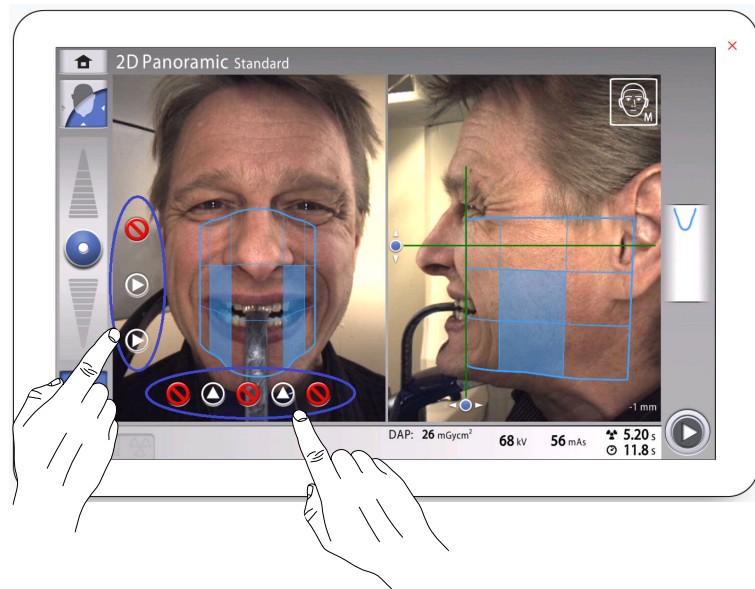 2D Panoramic Standard
M
-1 mm
DAP: 26 mGycm² 68 kV 56 mAs 5.20 s
11.8 s